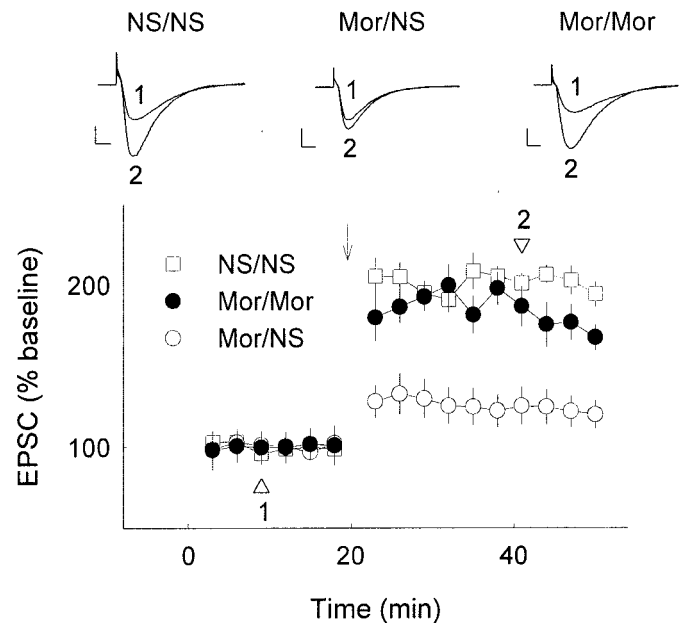 NS/NS
Mor/NS
Mor/Mor
1
2
1
2
1
2
2
NS/NS
Mor/Mor
Mor/NS
200
100
EPSC (% baseline)
1
0
20
40
Time (min)